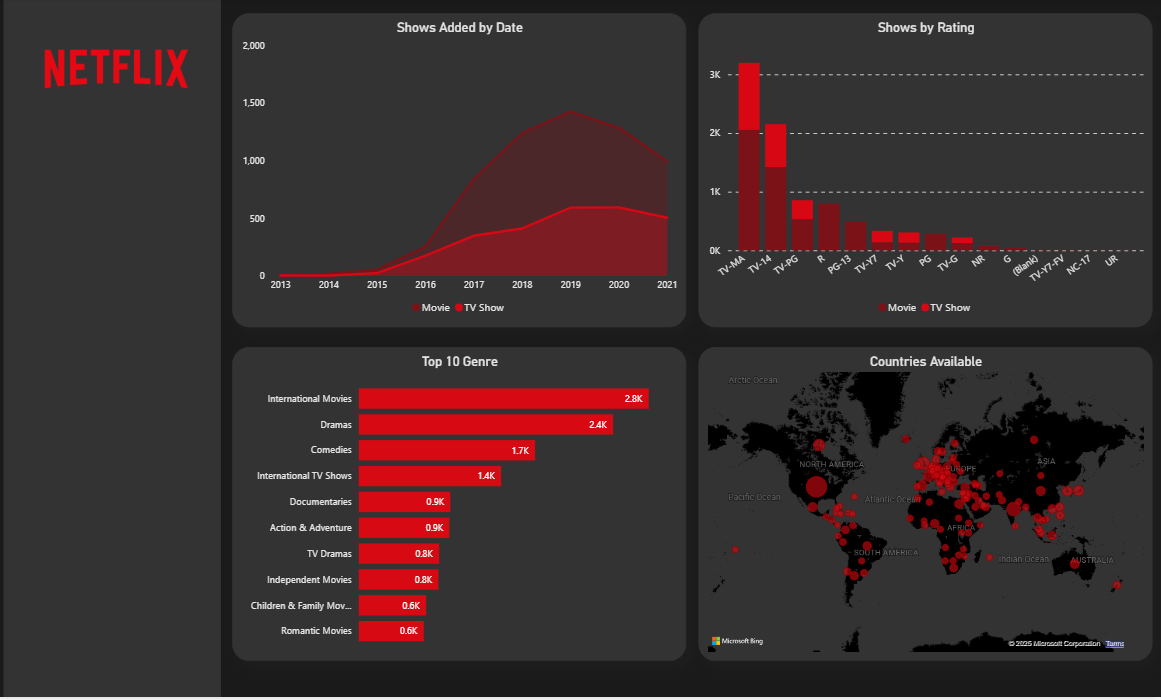 NETFLIX
Shows Added by Date
2,000
1,500
1,000
500
0
2013 2014 2015 2016 2017 2018 2019 2020 2021
Movie TV Show
Shows by Rating
3K
2K
1K
0K
TV-MA TV-14 TV-PG R PG-13 TV-Y7 TV-Y PG TV-G NR G (Blank) TV-Y7-FV NC-17 UR
Movie TV Show
Top 10 Genre
International Movies 2.8K
Dramas 2.4K
Comedies 1.7K
International TV Shows 1.4K
Documentaries 0.9K
Action & Adventure 0.9K
TV Dramas 0.8K
Independent Movies 0.8K
Children & Family Mov... 0.6K
Romantic Movies 0.6K
Countries Available
Arctic Ocean
NORTH AMERICA
EUROPE
ASIA
Pacific Ocean
Atlantic Ocean
AFRICA
SOUTH AMERICA
Indian Ocean
AUSTRALIA
Microsoft Bing
© 2025 Microsoft Corporation Terms